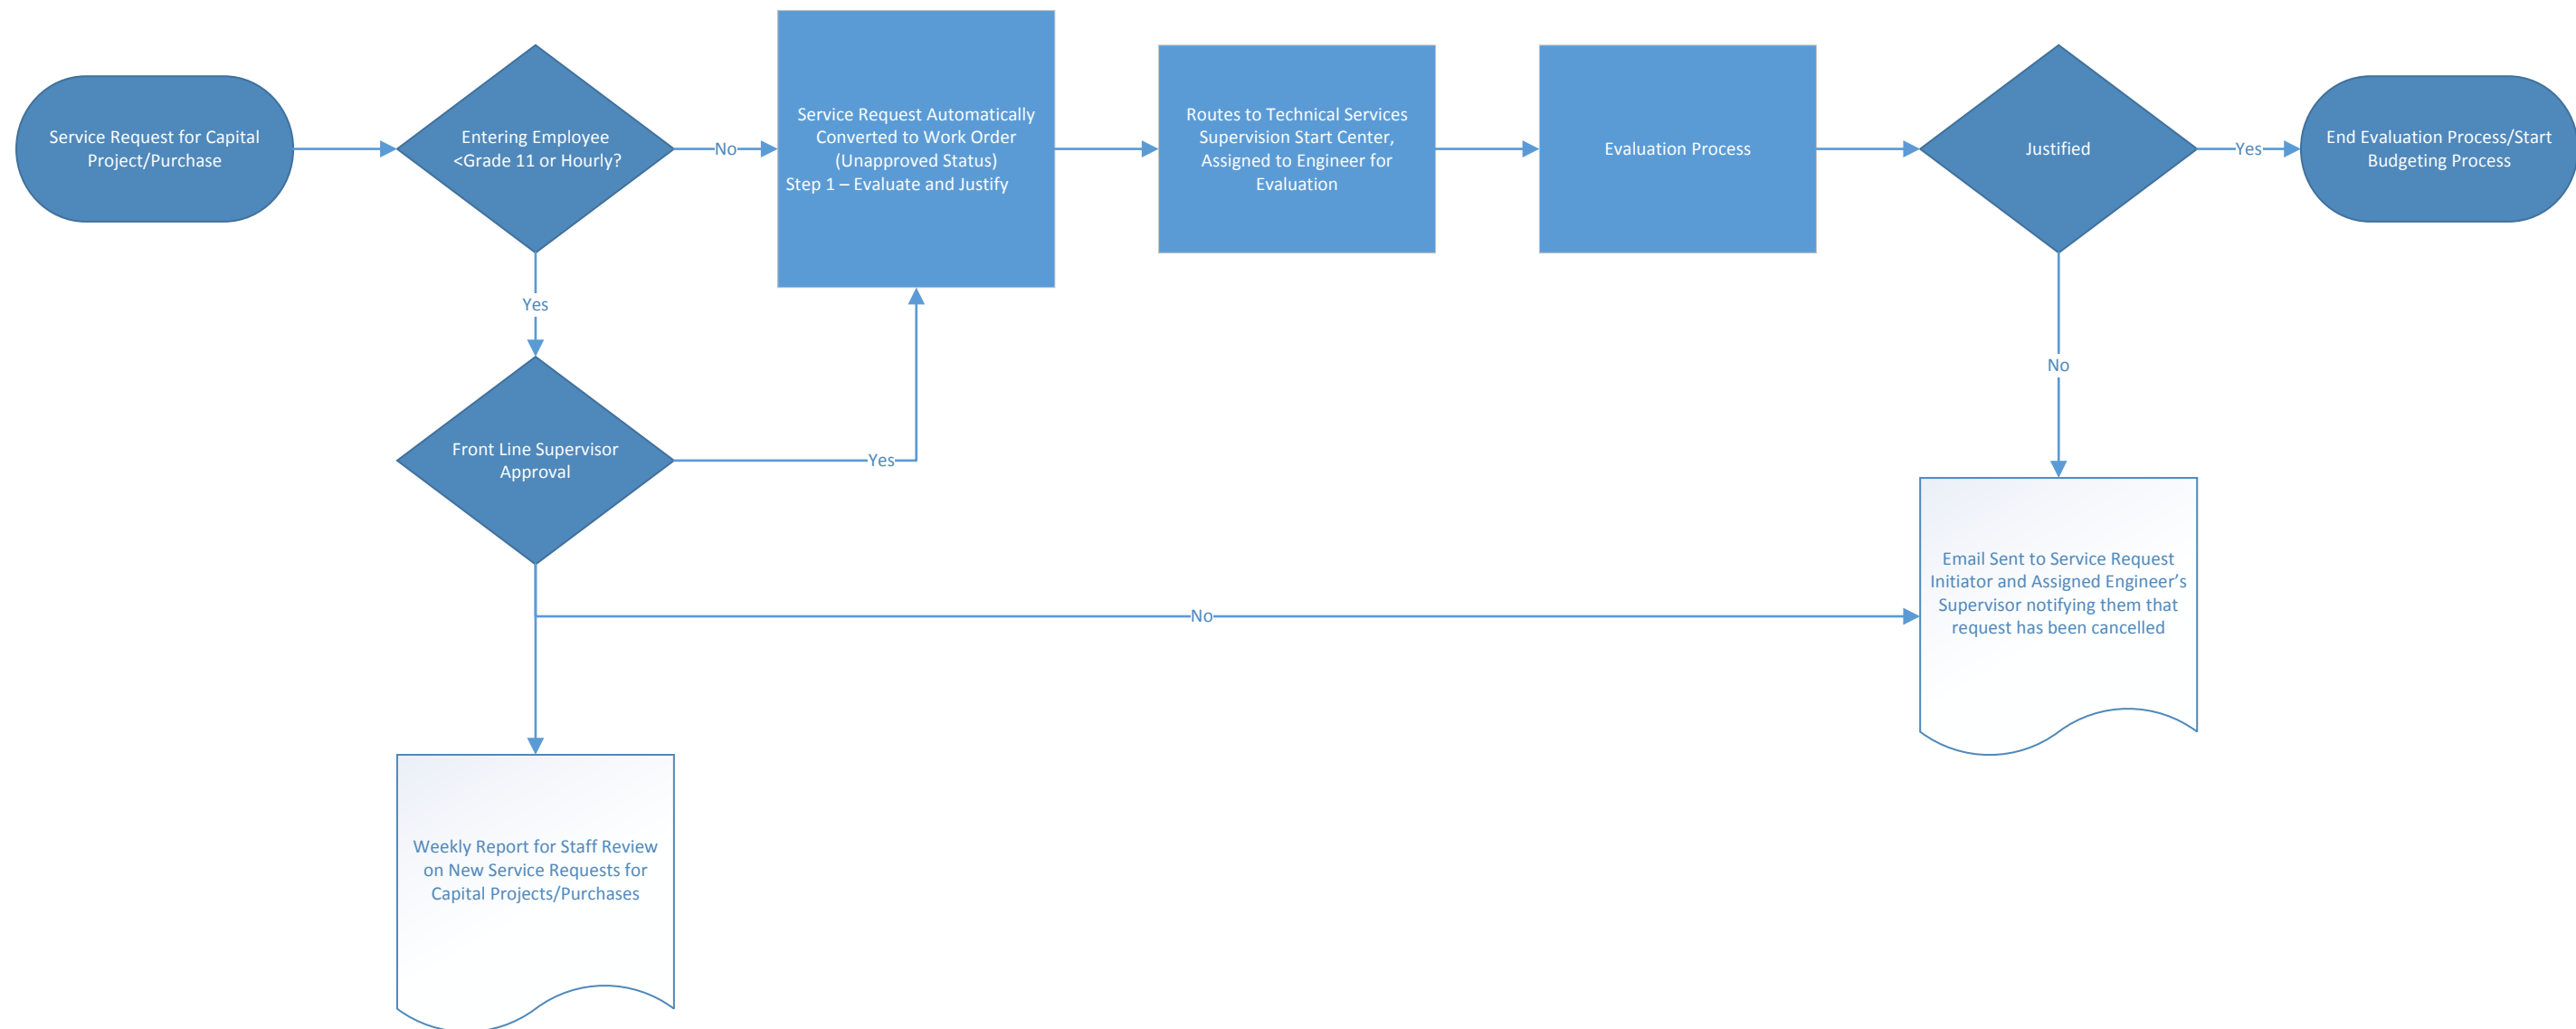 Service Request for Capital
Project/Purchase
Entering Employee
<Grade 11 or Hourly?
No
Service Request Automatically
Converted to Work Order
(Unapproved Status)
Step 1 – Evaluate and Justify
Routes to Technical Services
Supervision Start Center,
Assigned to Engineer for
Evaluation
Evaluation Process
Justified
Yes
End Evaluation Process/Start
Budgeting Process
Yes
No
Front Line Supervisor
Approval
Yes
No
Email Sent to Service Request
Initiator and Assigned Engineer’s
Supervisor notifying them that
request has been cancelled
Weekly Report for Staff Review
on New Service Requests for
Capital Projects/Purchases